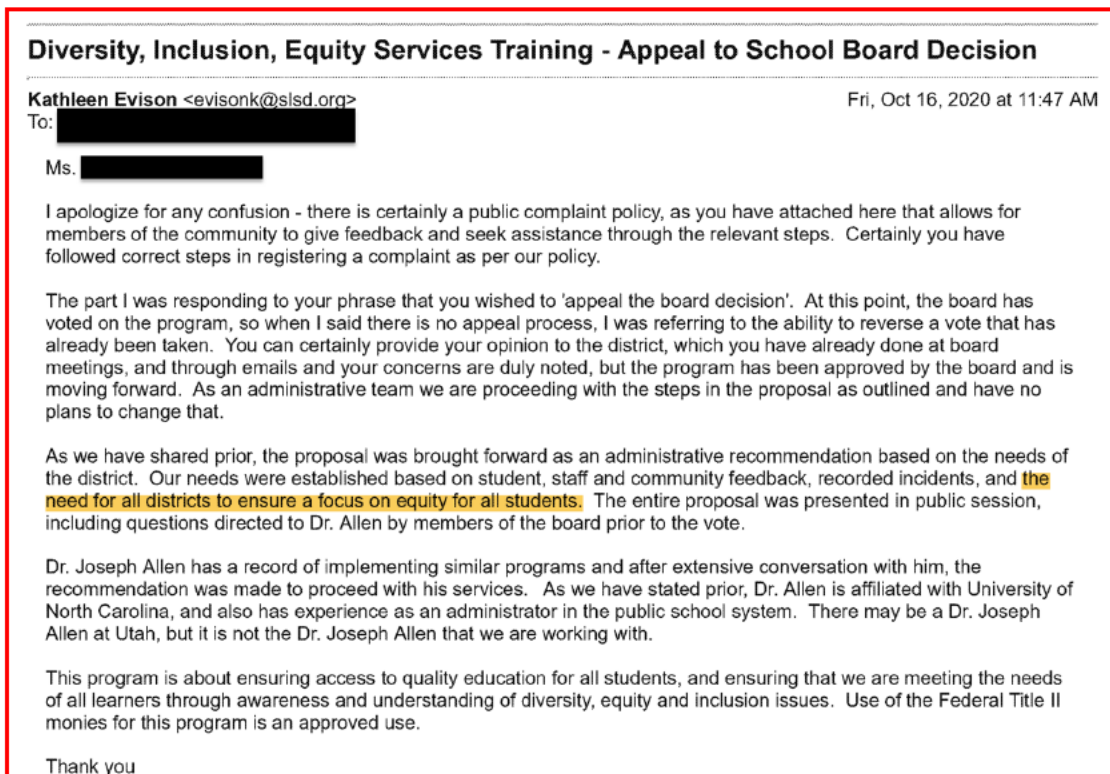 Diversity, Inclusion, Equity Services Training - Appeal to School Board Decision
Kathleen Evison <evisonk@slsd.org>
Fri, Oct 16, 2020 at 11:47 AM
To:
Ms.
I apologize for any confusion - there is certainly a public complaint policy, as you have attached here that allows for
members of the community to give feedback and seek assistance through the relevant steps. Certainly you have
followed correct steps in registering a complaint as per our policy.
The part I was responding to your phrase that you wished to 'appeal the board decision'. At this point, the board has
voted on the program, so when I said there is no appeal process, I was referring to the ability to reverse a vote that has
already been taken. You can certainly provide your opinion to the district, which you have already done at board
meetings, and through emails and your concerns are duly noted, but the program has been approved by the board and is
moving forward. As an administrative team we are proceeding with the steps in the proposal as outlined and have no
plans to change that.
As we have shared prior, the proposal was brought forward as an administrative recommendation based on the needs of
the district. Our needs were established based on student, staff and community feedback, recorded incidents, and the
need for all districts to ensure a focus on equity for all students. The entire proposal was presented in public session,
including questions directed to Dr. Allen by members of the board prior to the vote.
Dr. Joseph Allen has a record of implementing similar programs and after extensive conversation with him, the
recommendation was made to proceed with his services. As we have stated prior, Dr. Allen is affiliated with University of
North Carolina, and also has experience as an administrator in the public school system. There may be a Dr. Joseph
Allen at Utah, but it is not the Dr. Joseph Allen that we are working with.
This program is about ensuring access to quality education for all students, and ensuring that we are meeting the needs
of all learners through awareness and understanding of diversity, equity and inclusion issues. Use of the Federal Title II
monies for this program is an approved use.
Thank you